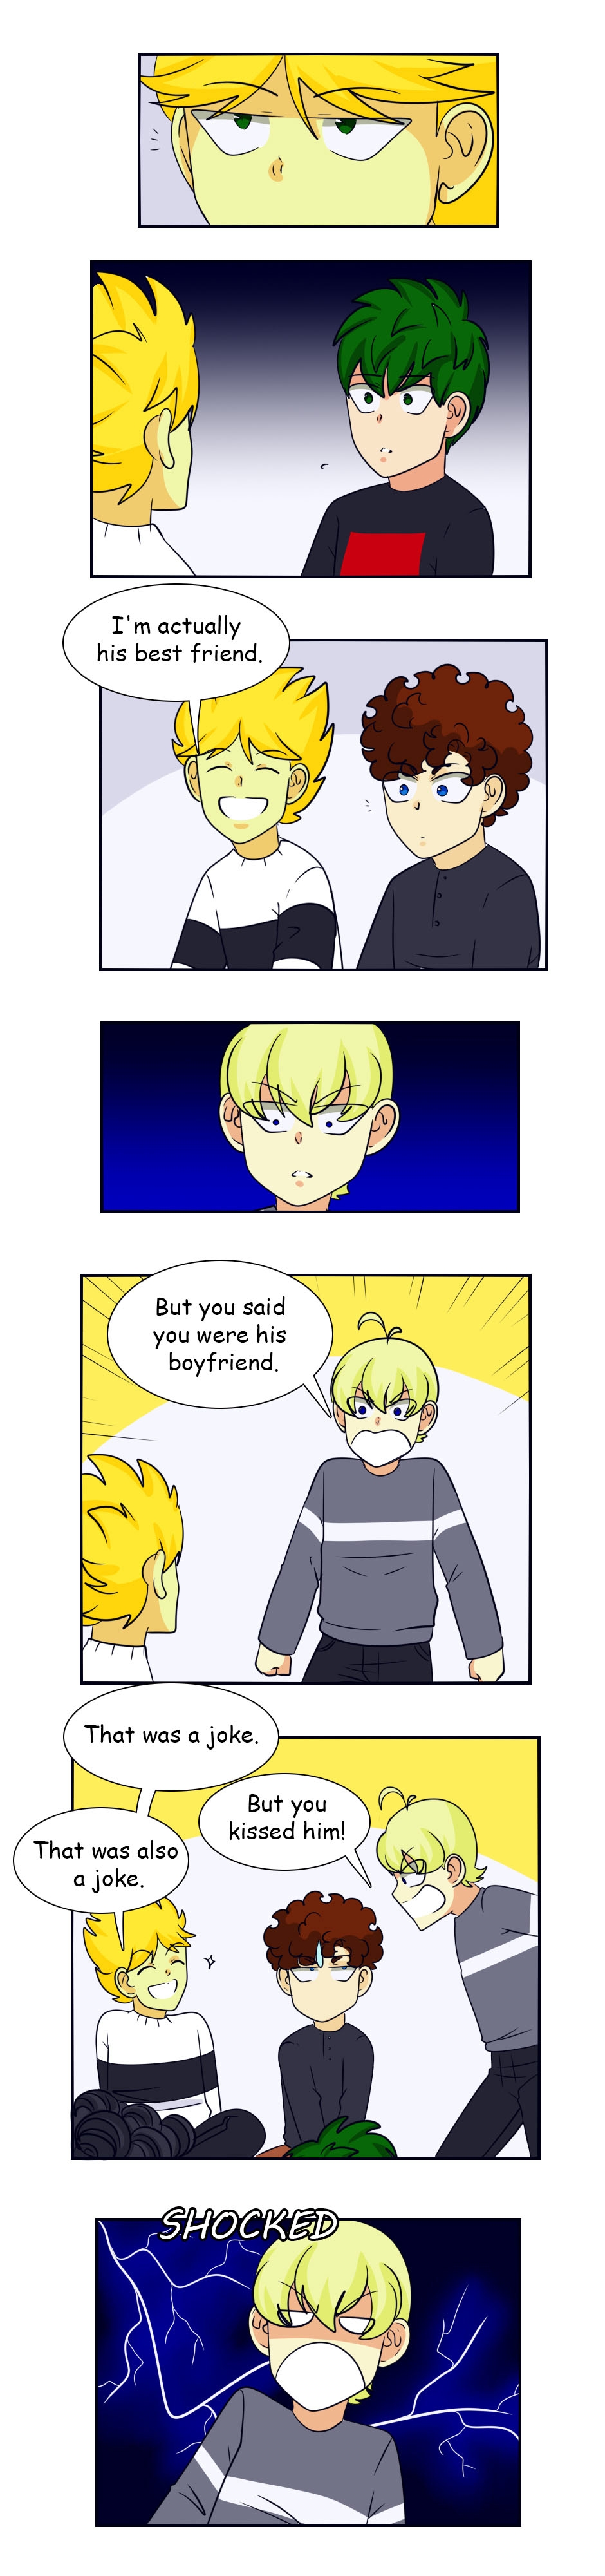 I'm actually
his best friend.
But you said
you were his
boyfriend.
That was a joke.
But you
kissed him!
That was also
a joke.
SHOCKED